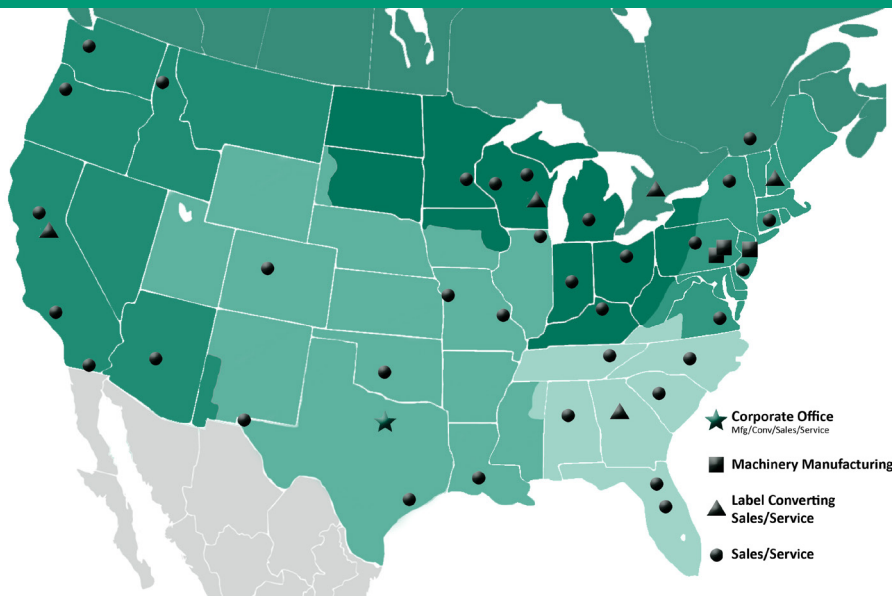 Corporate Office
Mfg/Conv/Sales/Service
Machinery Manufacturing
Label Converting
Sales/Service
Sales/Service